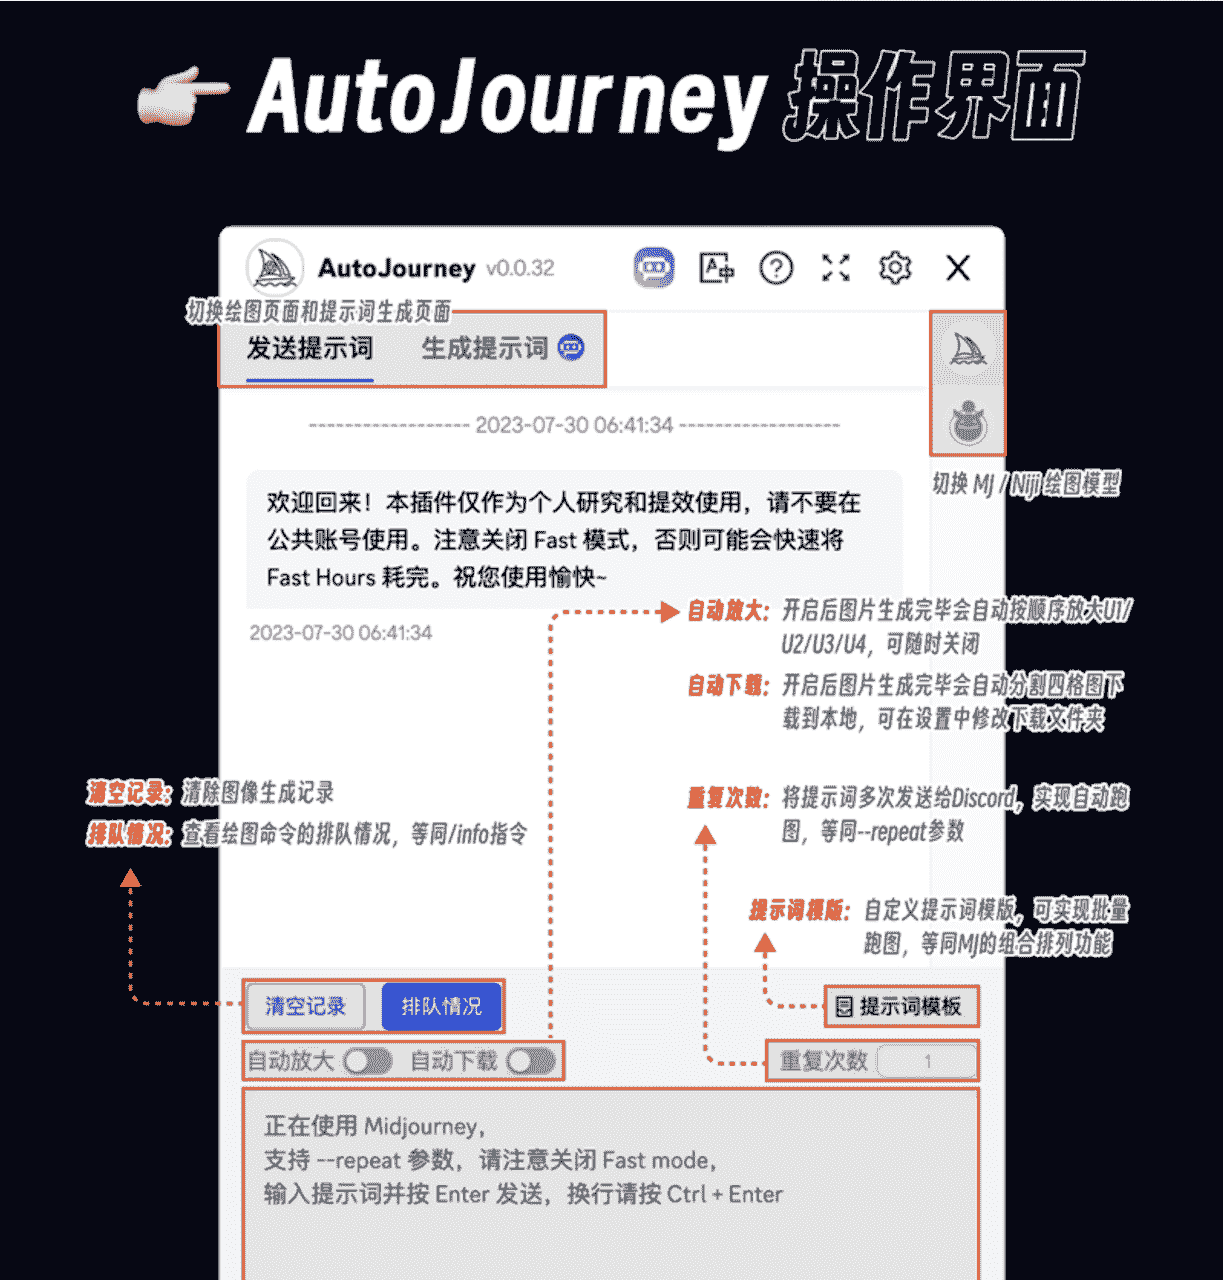 AutoJourney 操作界面
AutoJourney v0.0.32
切换绘图页面和提示词生成页面
发送提示词 生成提示词
------------------ 2023-07-30 06:41:34 ------------------
切换 MJ / Niji 绘图模型
欢迎回来！本插件仅作为个人研究和提效使用，请不要在
公共账号使用。注意关闭 Fast 模式，否则可能会快速将
Fast Hours 耗完。祝您使用愉快~
2023-07-30 06:41:34
自动放大：开启后图片生成完毕会自动按顺序放大U1/
U2/U3/U4，可随时关闭
自动下载：开启后图片生成完毕会自动分割四格图下
载到本地，可在设置中修改下载文件夹
清空记录：清除图像生成记录
排队情况：查看绘图命令的排队情况，等同/info指令
重复次数：将提示词多次发送给Discord，实现自动跑
图，等同--repeat参数
提示词模版：自定义提示词模版，可实现批量
跑图，等同MJ的组合排列功能
清空记录 排队情况 提示词模板
自动放大 自动下载 重复次数 1
正在使用 Midjourney，
支持 --repeat 参数，请注意关闭 Fast mode，
输入提示词并按 Enter 发送，换行请按 Ctrl + Enter